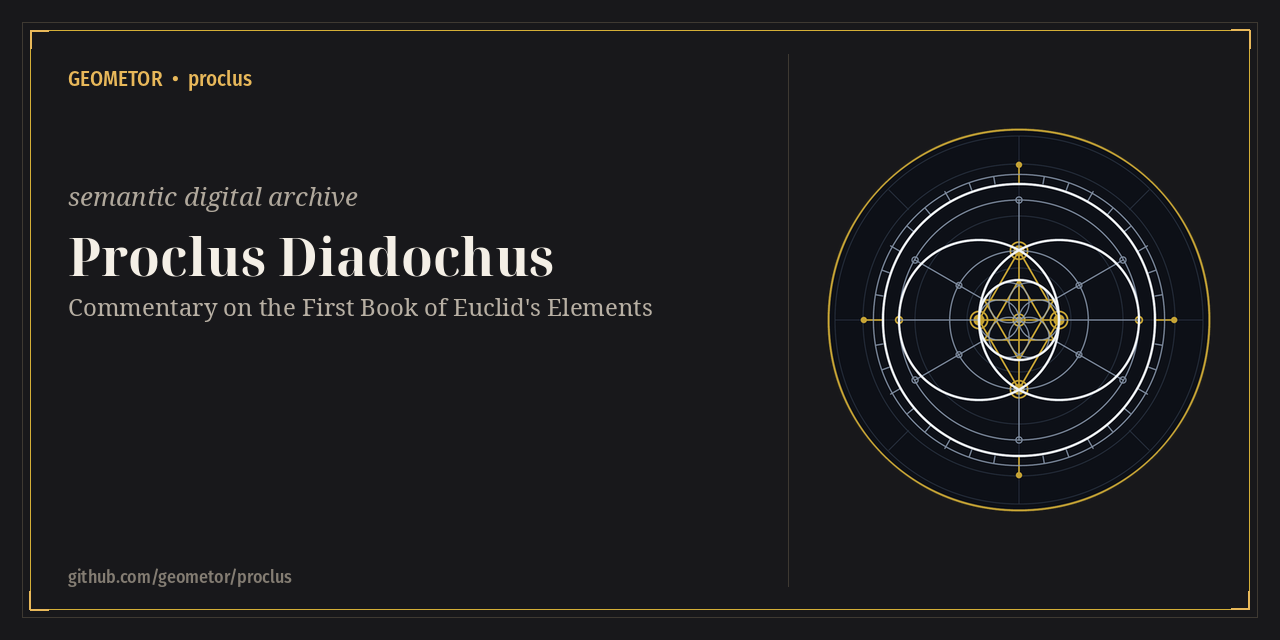 GEOMETOR • proclus
semantic digital archive
Proclus Diadochus
Commentary on the First Book of Euclid's Elements
github.com/geometor/proclus